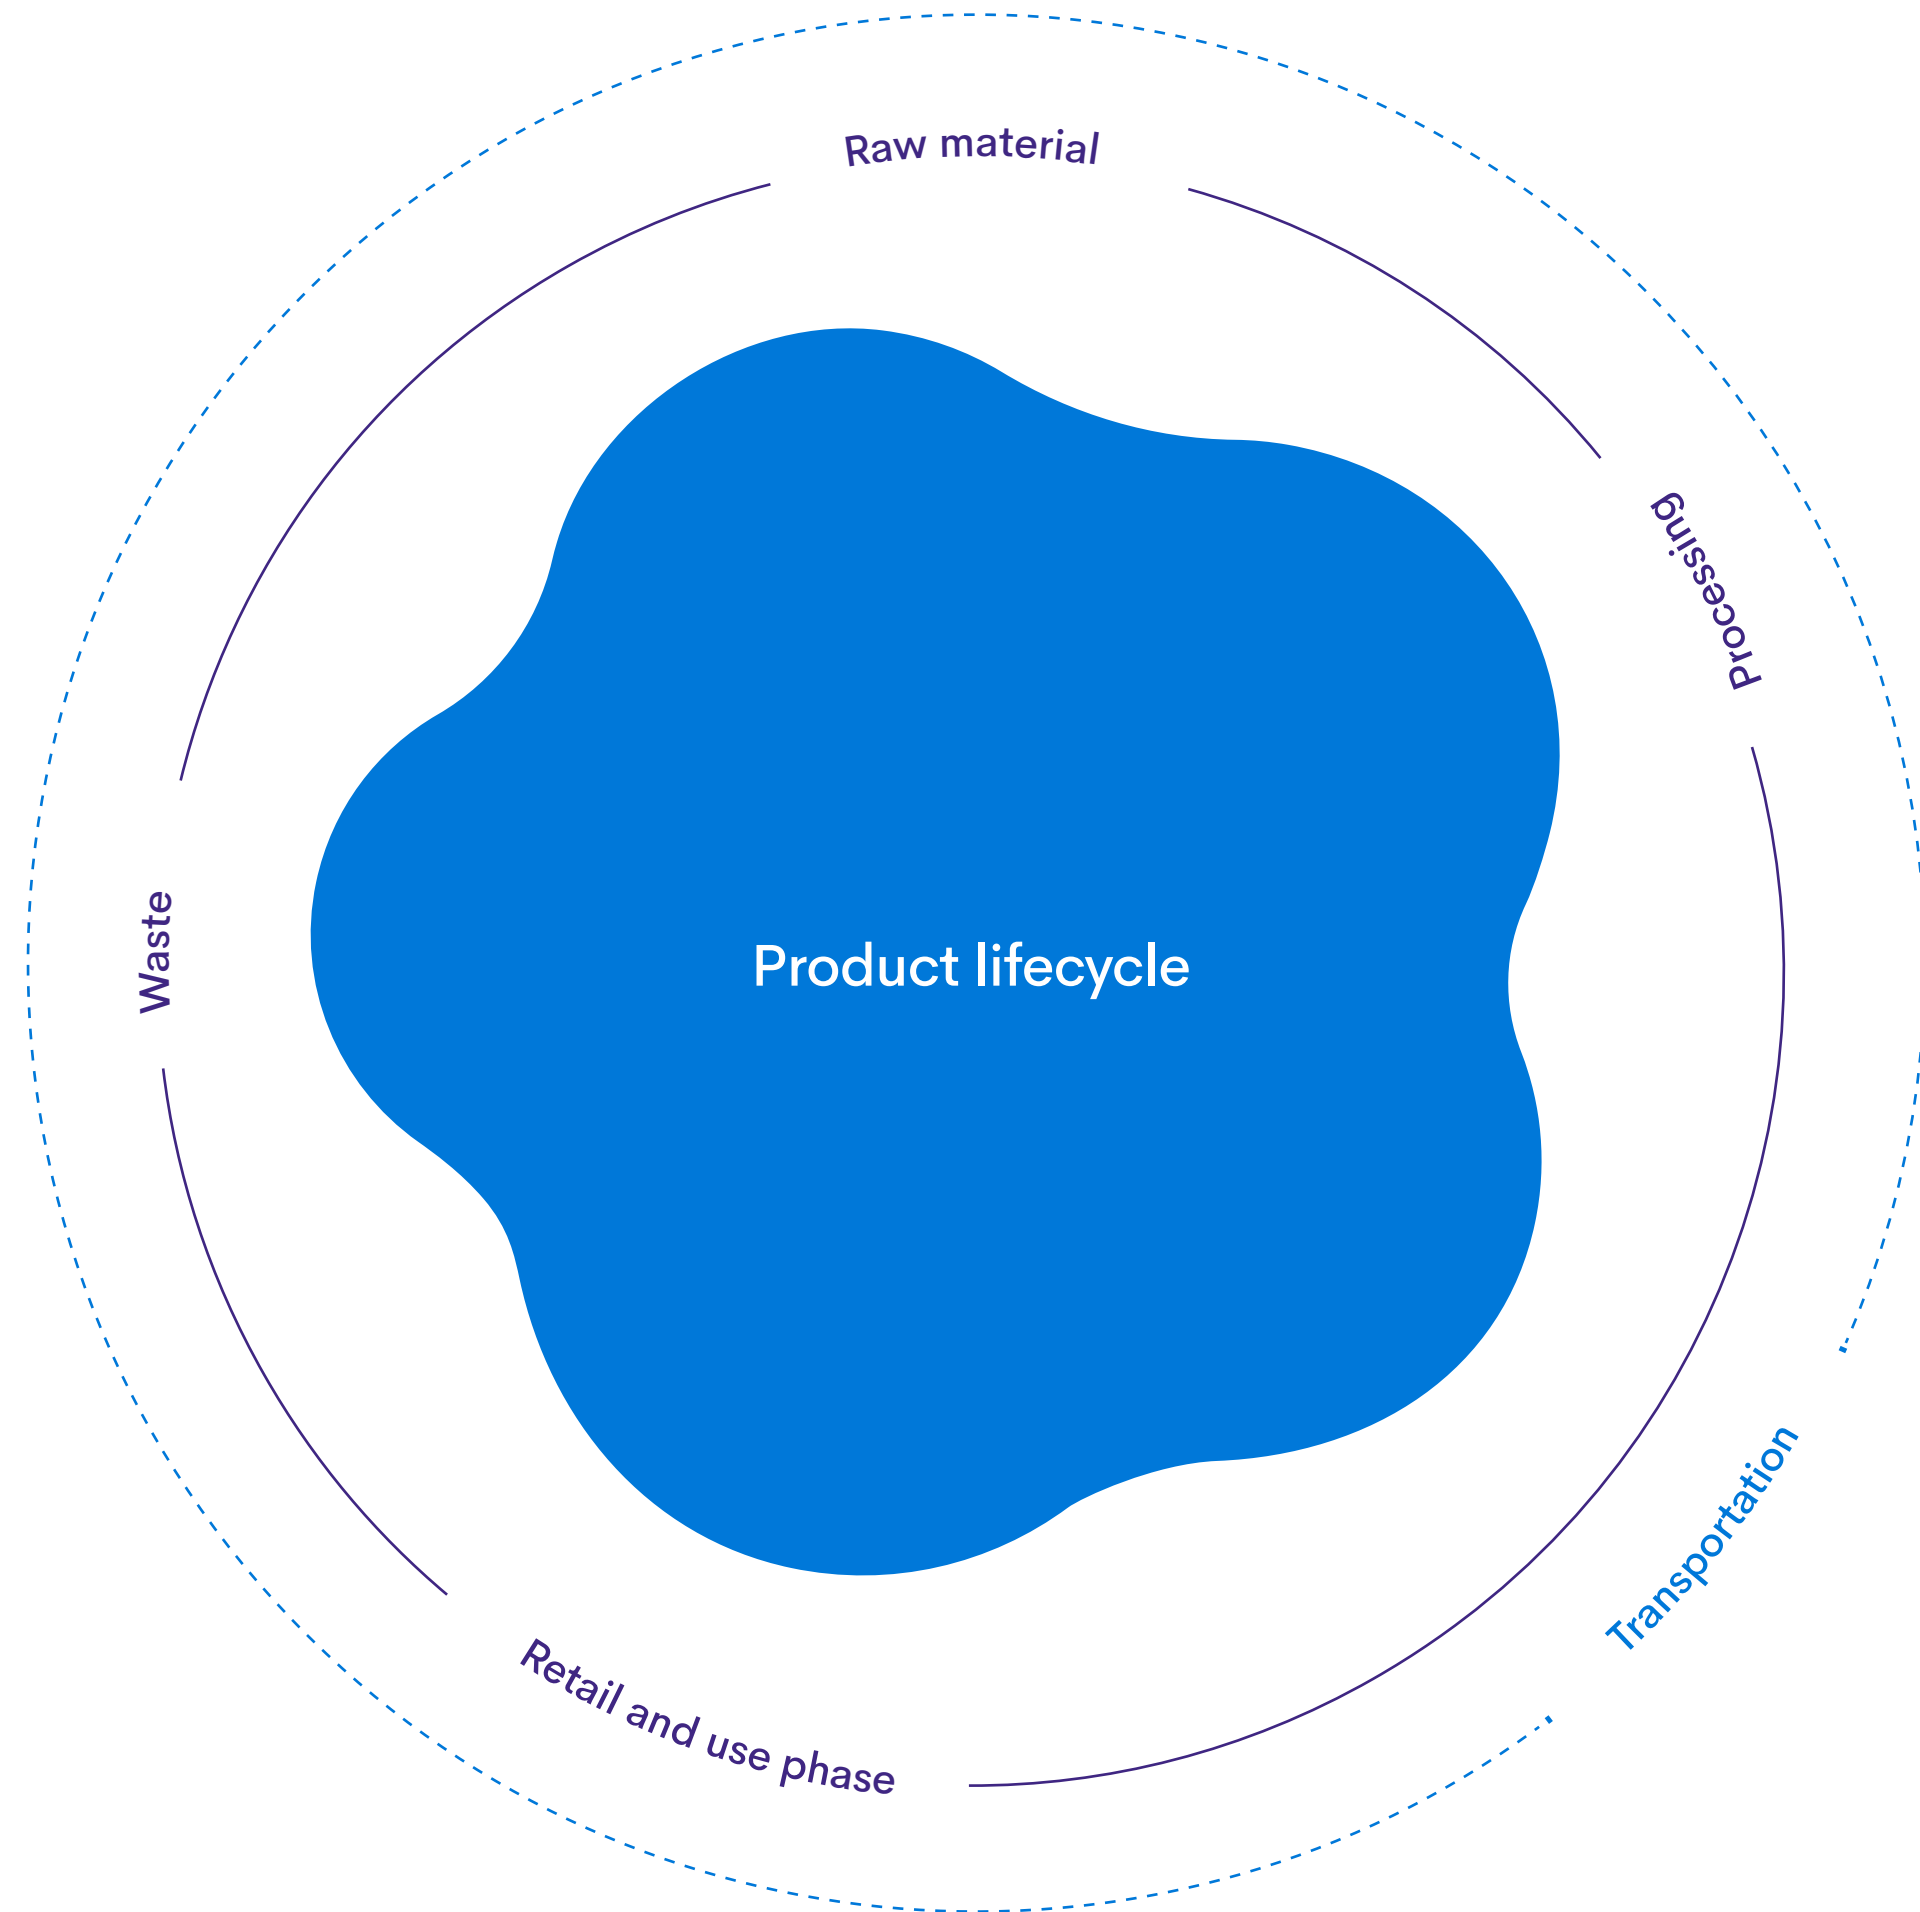 Raw material
Processing
Transportation
Retail and use phase
Waste
Product lifecycle